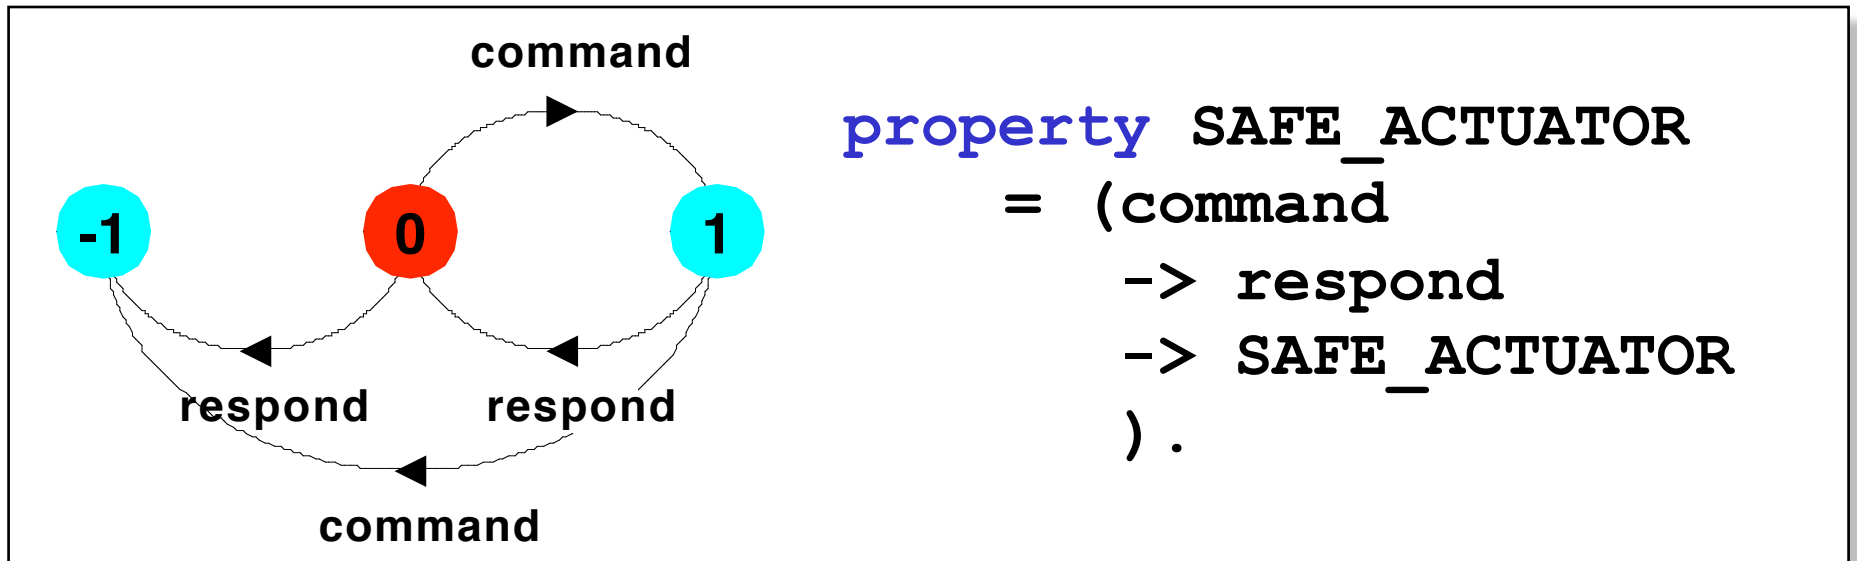 command
-1 0 1
respond respond
command
property SAFE_ACTUATOR
= (command
-> respond
-> SAFE_ACTUATOR
).